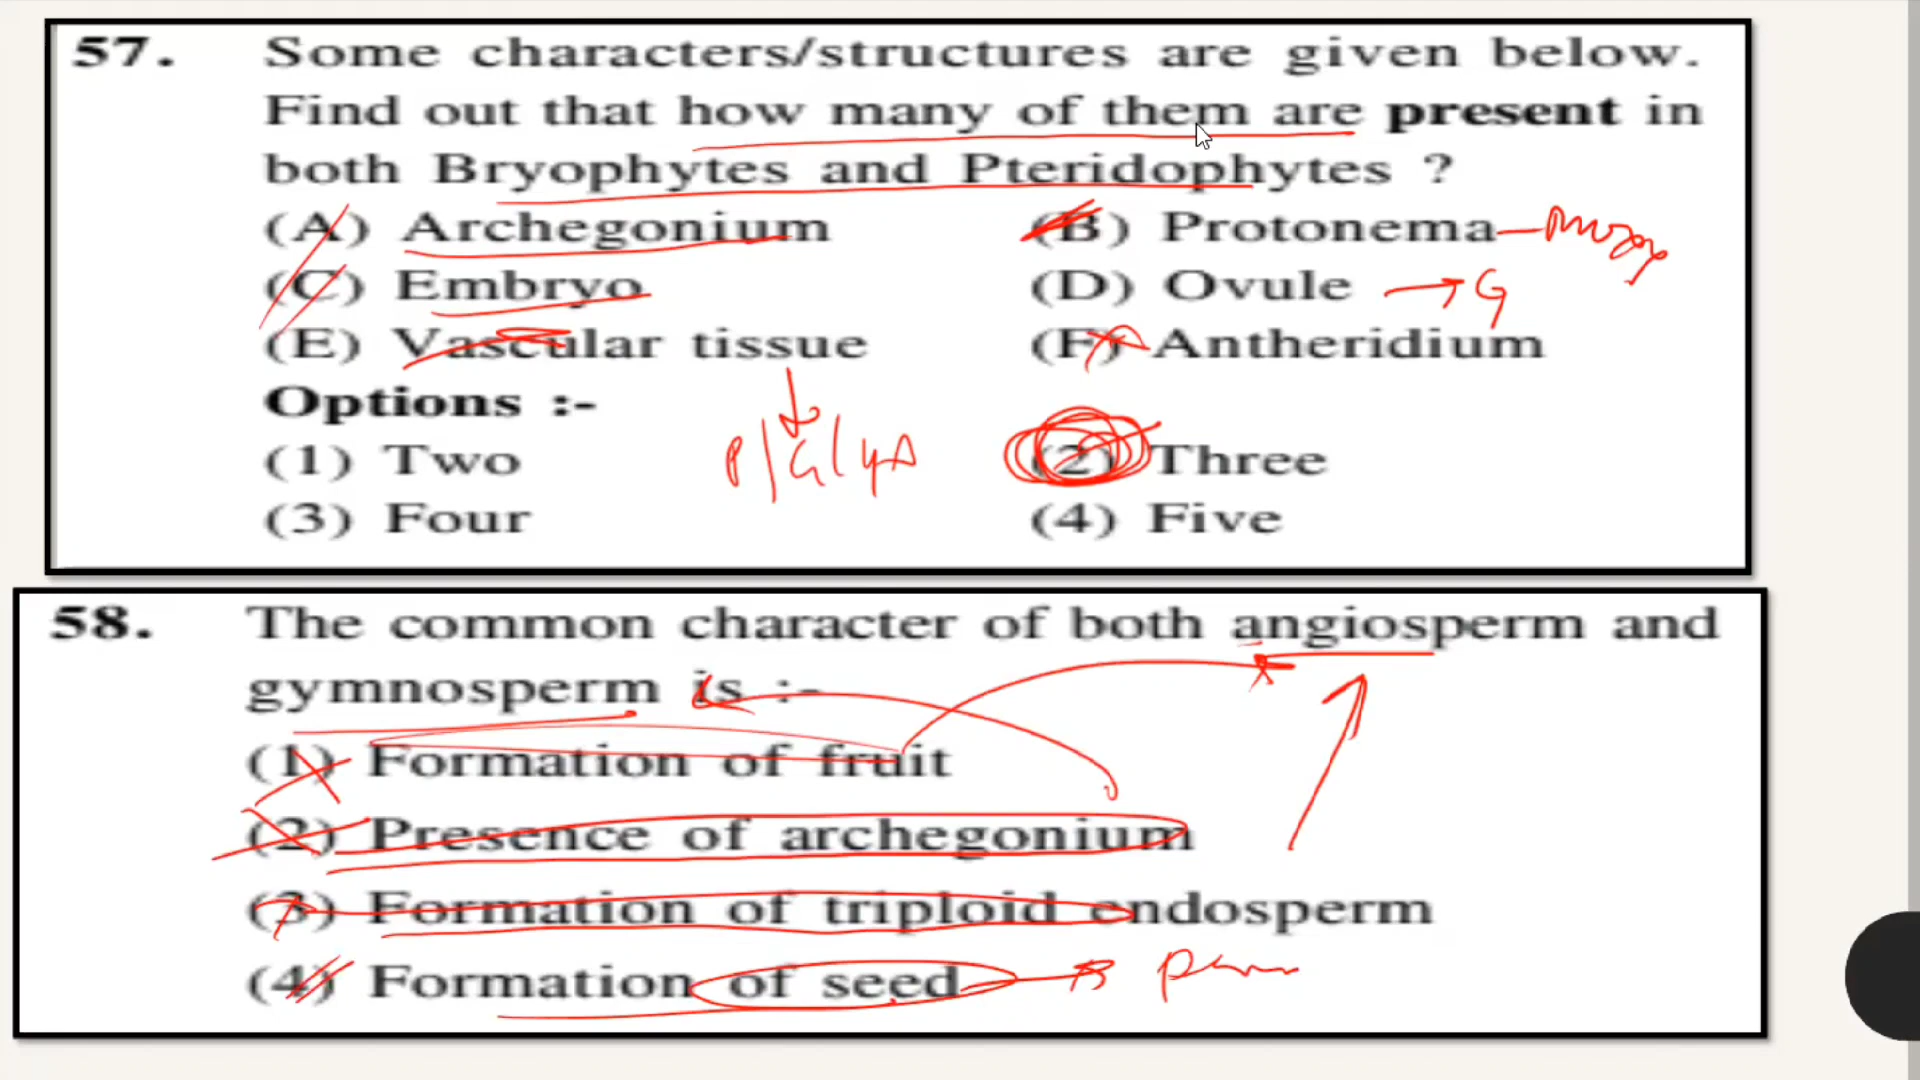 57. Some characters/structures are given below.
Find out that how many of them are present in
both Bryophytes and Pteridophytes ?
(A) Archegonium (B) Protonema
(C) Embryo (D) Ovule → G
(E) Vascular tissue (F) Antheridium
Options :-
(1) Two (2) Three
(3) Four (4) Five
58. The common character of both angiosperm and
gymnosperm is :-
(1) Formation of fruit
(2) Presence of archegonium
(3) Formation of triploid endosperm
(4) Formation of seed